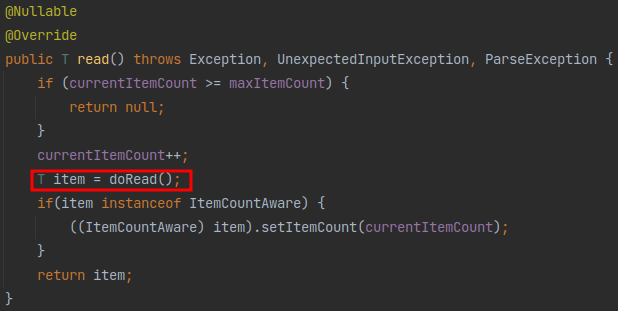 @Nullable
@Override
public T read() throws Exception, UnexpectedInputException, ParseException {
if (currentItemCount >= maxItemCount) {
return null;
}
currentItemCount++;
T item = doRead();
if(item instanceof ItemCountAware) {
((ItemCountAware) item).setItemCount(currentItemCount);
}
return item;
}